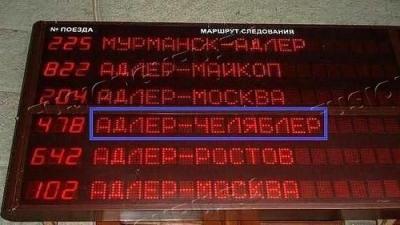 № ПОЕЗДА МАРШРУТ СЛЕДОВАНИЯ
225 МУРМАНСК-АДЛЕР
822 АДЛЕР-МАЙКОП
204 АДЛЕР-МОСКВА
478 АДЛЕР-ЧЕЛЯБЛЕР
642 АДЛЕР-РОСТОВ
102 АДЛЕР-МОСКВА